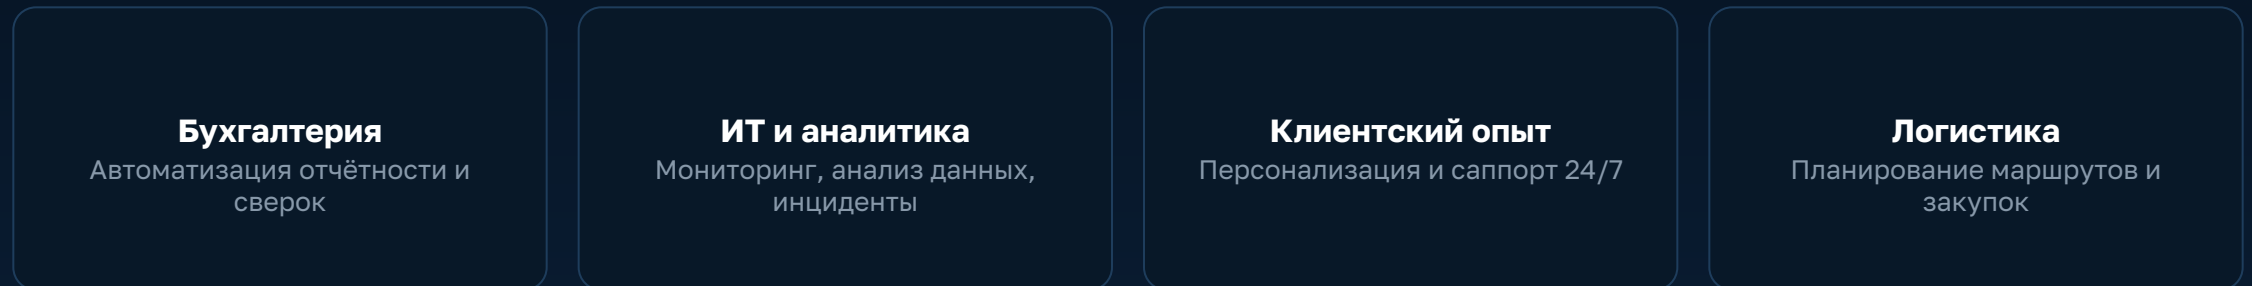 Бухгалтерия
Автоматизация отчётности и
сверок
ИТ и аналитика
Мониторинг, анализ данных,
инциденты
Клиентский опыт
Персонализация и саппорт 24/7
Логистика
Планирование маршрутов и
закупок